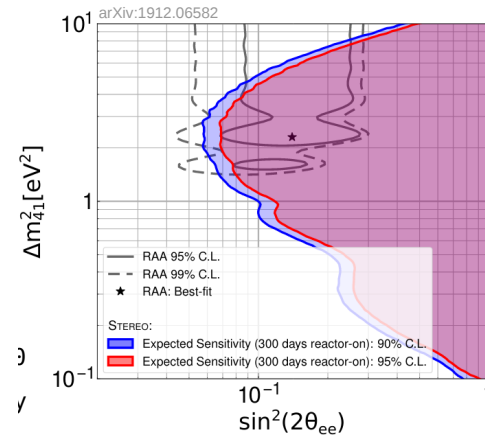 arXiv:1912.06582
10¹
Δm²₄₁[eV²]
1
RAA 95% C.L.
RAA 99% C.L.
RAA: Best-fit
STEREO:
Expected Sensitivity (300 days reactor-on): 90% C.L.
Expected Sensitivity (300 days reactor-on): 95% C.L.
10⁻¹
10⁻¹
sin²(2θee)
y